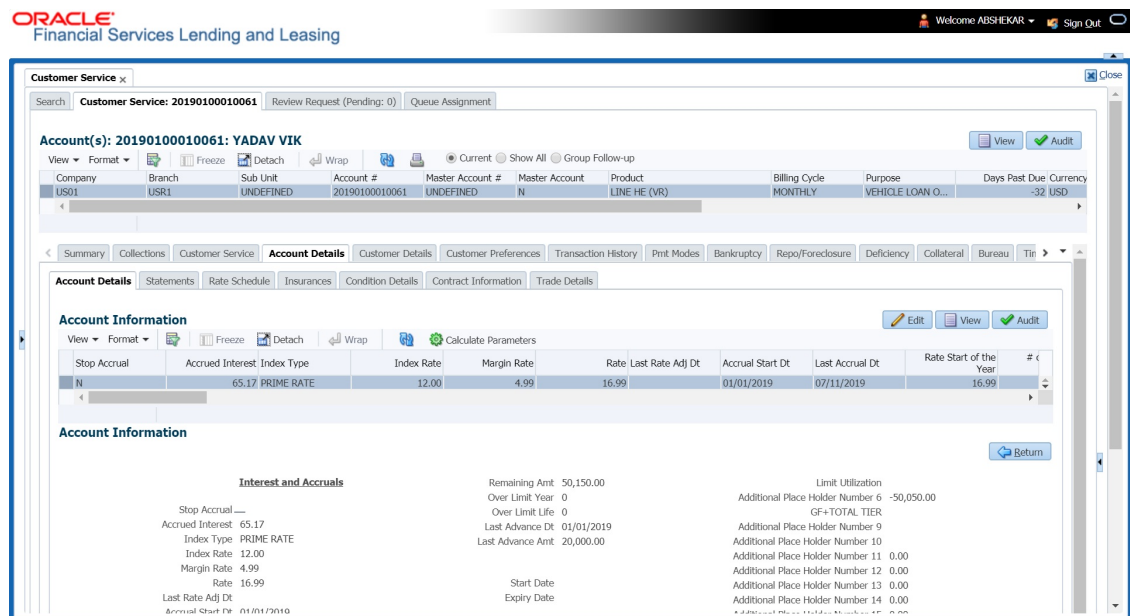 ORACLE
Financial Services Lending and Leasing
Welcome ABSHEKAR Sign Out
Customer Service x
Close
Search Customer Service: 20190100010061 Review Request (Pending: 0) Queue Assignment
Account(s): 20190100010061: YADAV VIK
View Audit
View Format Freeze Detach Wrap Current Show All Group Follow-up
Company Branch Sub Unit Account # Master Account # Master Account Product Billing Cycle Purpose Days Past Due Currency
US01 USR1 UNDEFINED 20190100010061 UNDEFINED N LINE HE (VR) MONTHLY VEHICLE LOAN O... -32 USD
Summary Collections Customer Service Account Details Customer Details Customer Preferences Transaction History Pmt Modes Bankruptcy Repo/Foreclosure Deficiency Collateral Bureau Tin
Account Details Statements Rate Schedule Insurances Condition Details Contract Information Trade Details
Account Information
Edit View Audit
View Format Freeze Detach Wrap Calculate Parameters
Stop Accrual Accrued Interest Index Type Index Rate Margin Rate Rate Last Rate Adj Dt Accrual Start Dt Last Accrual Dt Rate Start of the Year #
N 65.17 PRIME RATE 12.00 4.99 16.99 01/01/2019 07/11/2019 16.99
Account Information
Return
Interest and Accruals
Stop Accrual
Accrued Interest 65.17
Index Type PRIME RATE
Index Rate 12.00
Margin Rate 4.99
Rate 16.99
Last Rate Adj Dt
Accrual Start Dt 01/01/2019
Remaining Amt 50,150.00
Over Limit Year 0
Over Limit Life 0
Last Advance Dt 01/01/2019
Last Advance Amt 20,000.00
Start Date
Expiry Date
Limit Utilization
Additional Place Holder Number 6 -50,050.00
GF+TOTAL TIER
Additional Place Holder Number 9
Additional Place Holder Number 10
Additional Place Holder Number 11 0.00
Additional Place Holder Number 12 0.00
Additional Place Holder Number 13 0.00
Additional Place Holder Number 14 0.00
Additional Place Holder Number 15 0.00